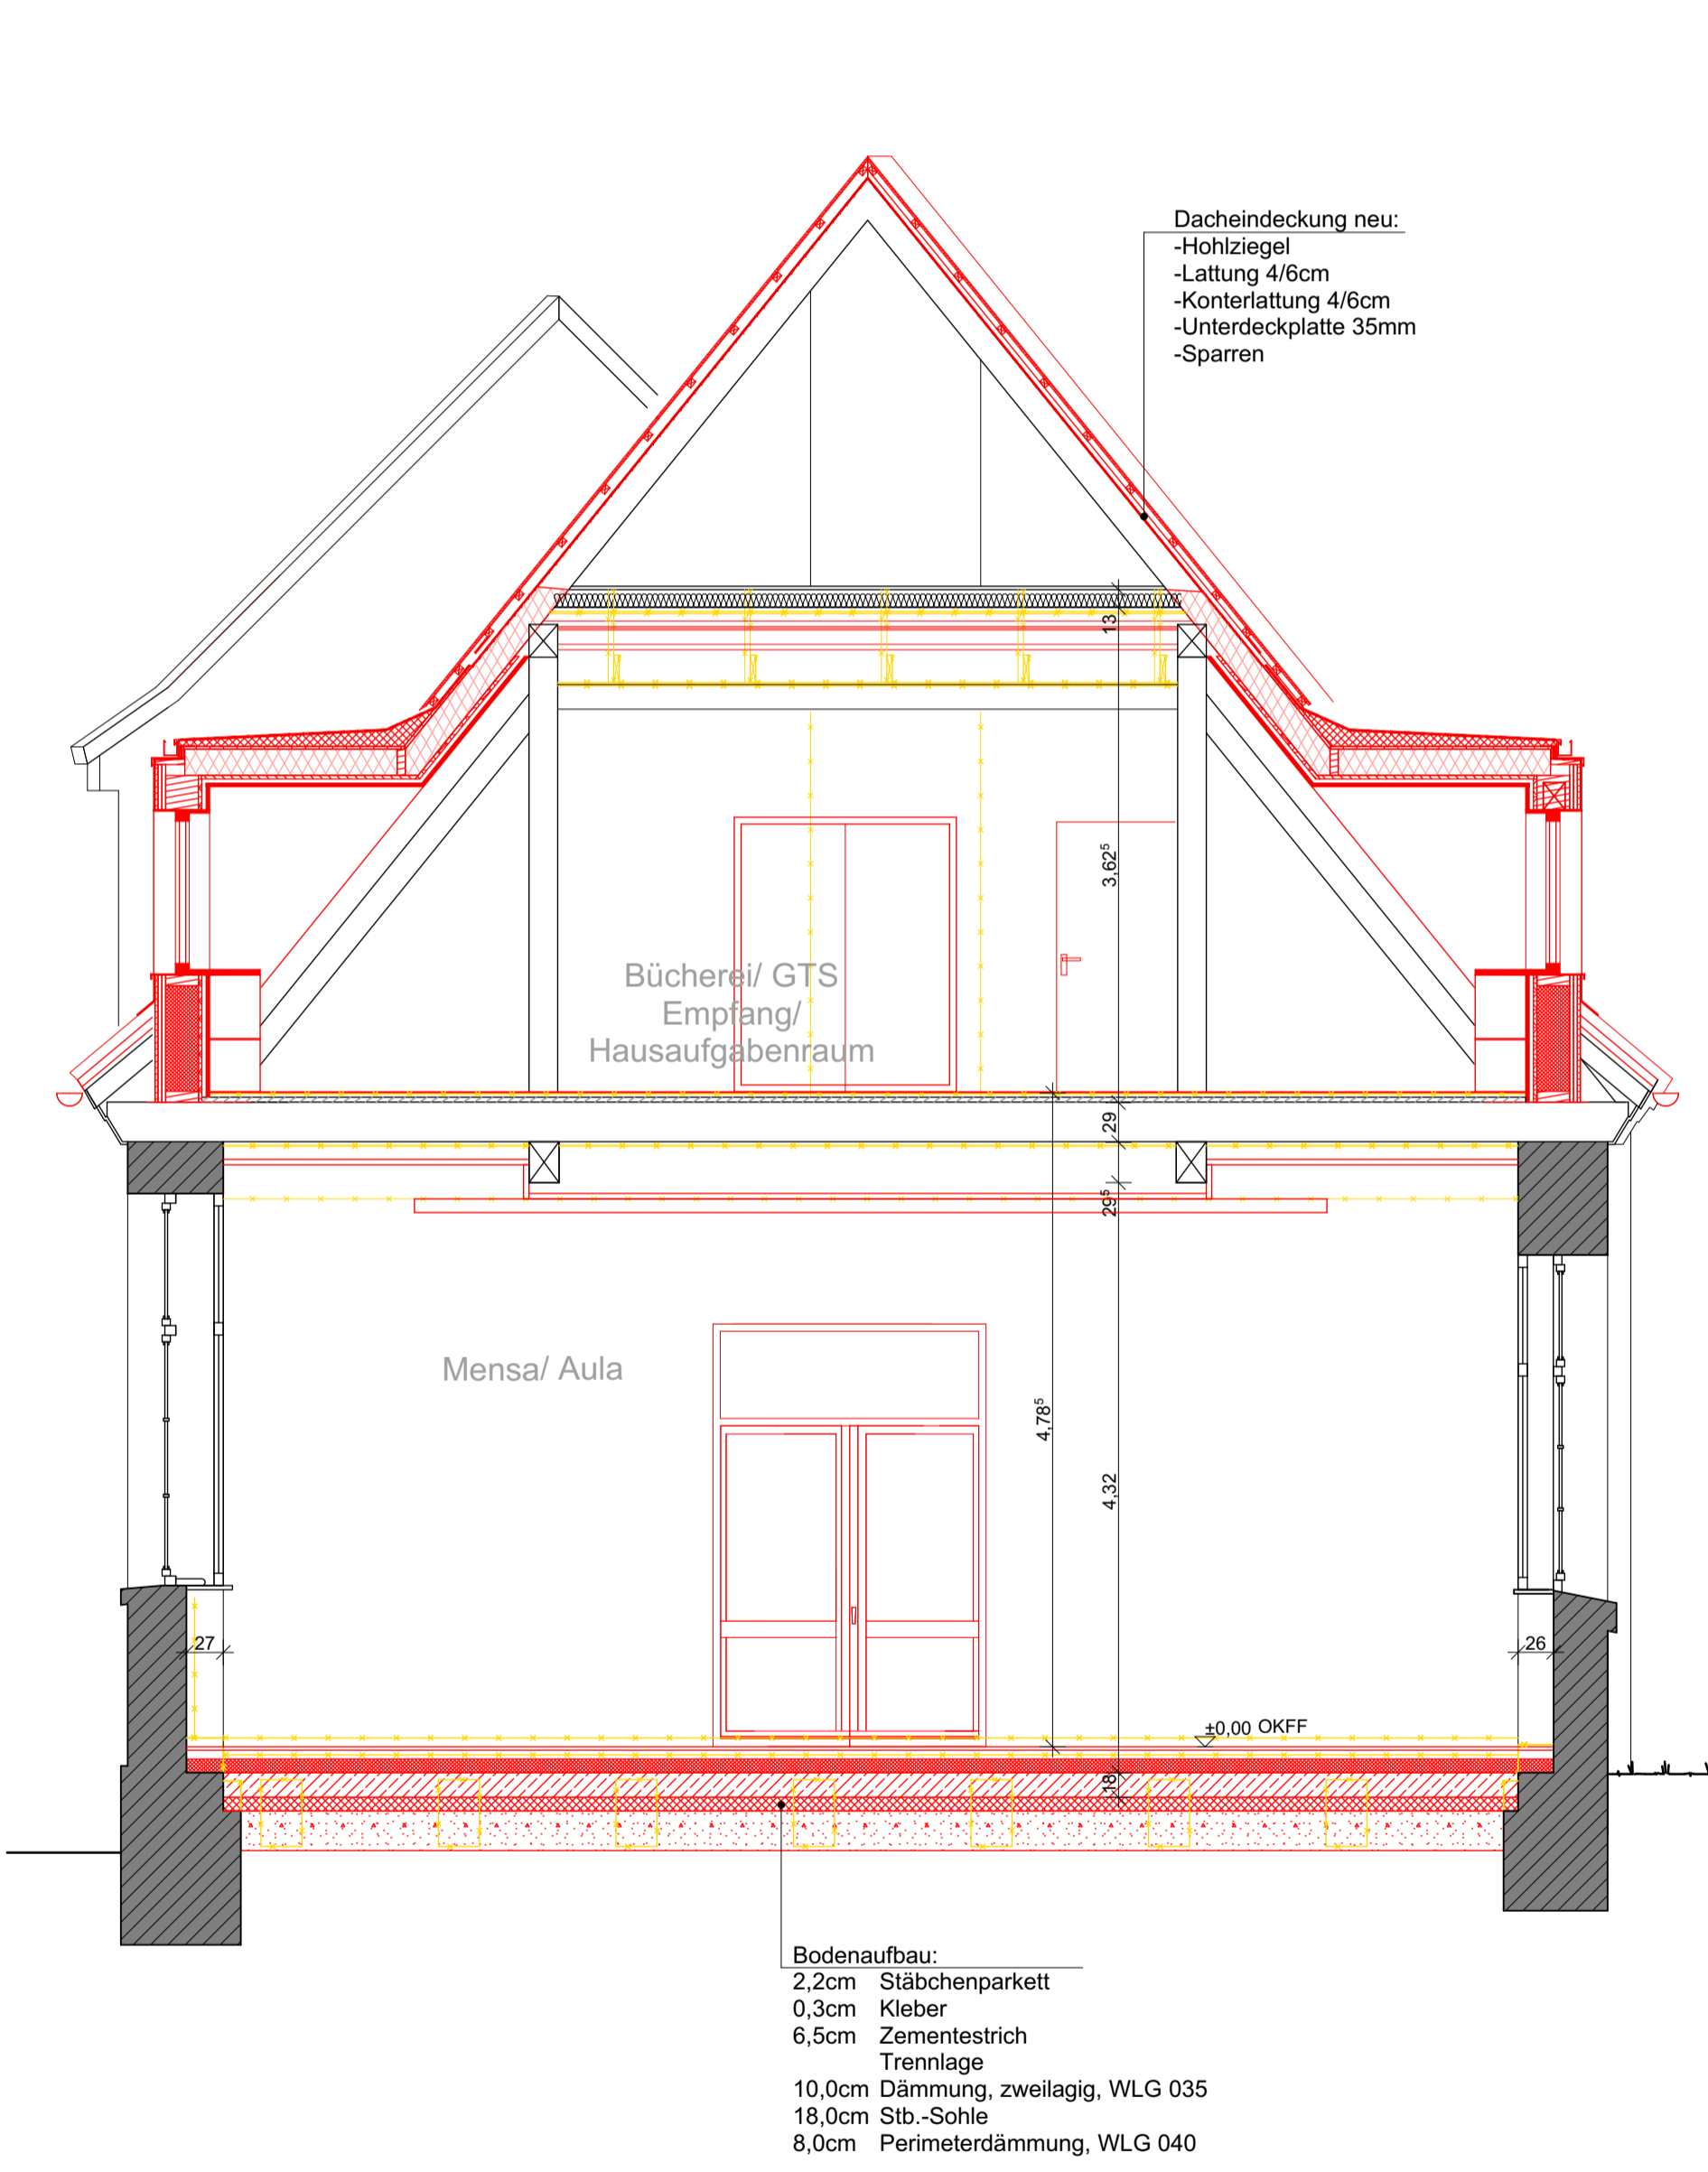 Dacheindeckung neu:
-Hohlziegel
-Lattung 4/6cm
-Konterlattung 4/6cm
-Unterdeckplatte 35mm
-Sparren
13
3,62⁵
Bücherei/ GTS
Empfang/
Hausaufgabenraum
29
29⁵
Mensa/ Aula
4,78⁵
4,32
27
26
±0,00 OKFF
18
Bodenaufbau:
2,2cm Stäbchenparkett
0,3cm Kleber
6,5cm Zementestrich
Trennlage
10,0cm Dämmung, zweilagig, WLG 035
18,0cm Stb.-Sohle
8,0cm Perimeterdämmung, WLG 040